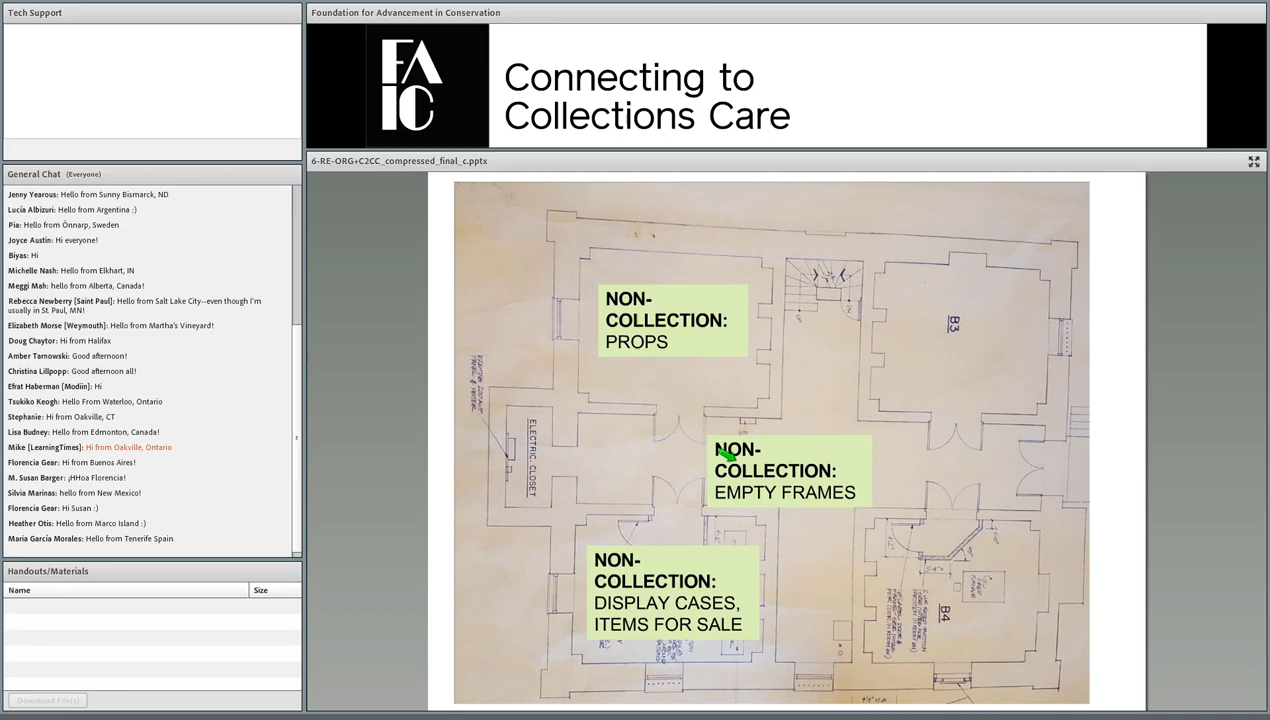 Tech Support
Foundation for Advancement in Conservation
FA
IC
Connecting to
Collections Care
General Chat (Everyone)
Jenny Yearous: Hello from Sunny Bismarck, ND
Lucía Albizuri: Hello from Argentina :)
Pia: Hello from Önnarp, Sweden
Joyce Austin: Hi everyone!
Biyas: Hi
Michelle Nash: Hello from Elkhart, IN
Meggi Mah: Hello from Alberta, Canada!
Rebecca Newberry [Saint Paul]: Hello from Salt Lake City--even though I'm
usually in St. Paul, MN!
Elizabeth Morse [Weymouth]: Hello from Martha's Vineyard!
Doug Chaytor: Hi from Halifax
Amber Tarnowski: Good afternoon!
Christina Lillpopp: Good afternoon all!
Efrat Haberman [Modiin]: Hi
Tsukiko Keogh: Hello From Waterloo, Ontario
Stephanie: Hi from Oakville, CT
Lisa Budney: Hello from Edmonton, Canada!
Mike [LearningTimes]: Hi from Oakville, Ontario
Florencia Gear: Hi from Buenos Aires!
M. Susan Barger: ¡HHoa Florencia!
Silvia Marinas: hello from New Mexico!
Florencia Gear: Hi Susan :)
Heather Otis: Hello from Marco Island :)
Maria García Morales: Hello from Tenerife Spain
Handouts/Materials
Name Size
Download File(s)
6-RE-ORG+C2CC_compressed_final_c.pptx
NON-
COLLECTION:
PROPS
B3
ELECTRIC CLOSET
NON-
COLLECTION:
EMPTY FRAMES
NON-
COLLECTION:
DISPLAY CASES,
ITEMS FOR SALE
B4